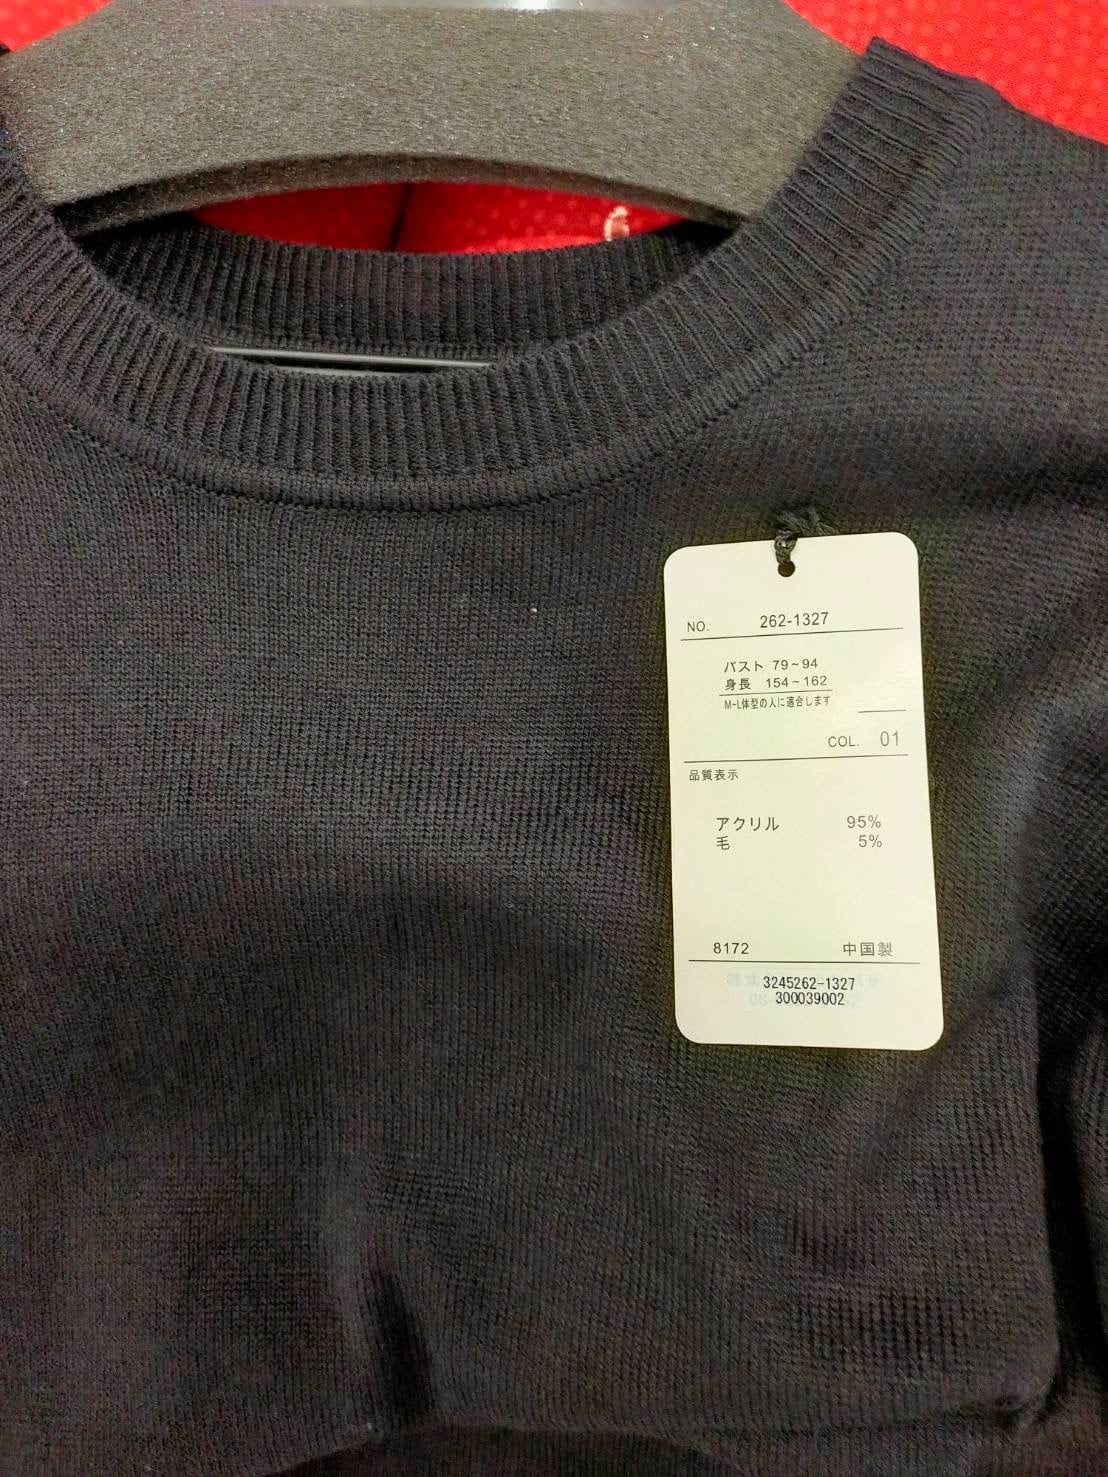 NO. 262-1327
バスト 79~94
身長 154~162
M-L体型の人に適合します
COL. 01
品質表示
アクリル 95%
毛 5%
8172 中国製
3245262-1327
300039002